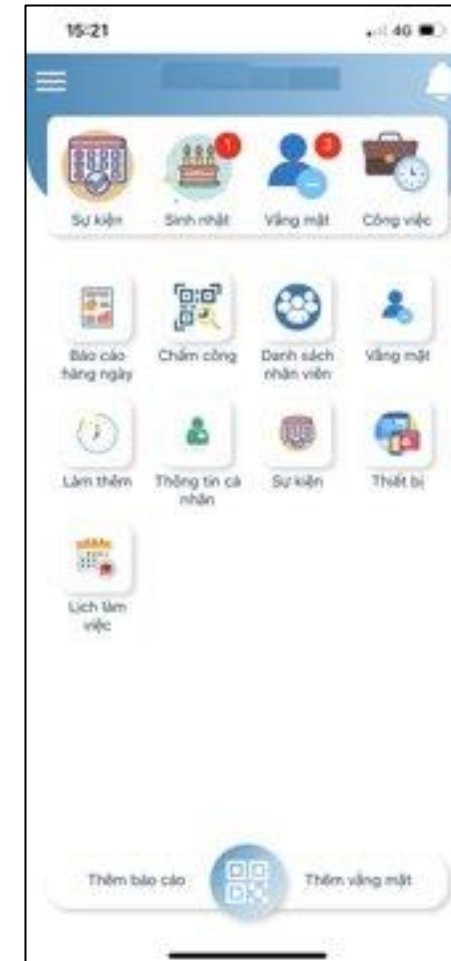 15:21
4G
1
3
Sự kiện
Sinh nhật
Vắng mặt
Công việc
Báo cáo
hàng ngày
Chấm công
Danh sách
nhân viên
Vắng mặt
Làm thêm
Thông tin cá
nhân
Sự kiện
Thiết bị
Lịch làm
việc
Thêm báo cáo
Thêm vắng mặt